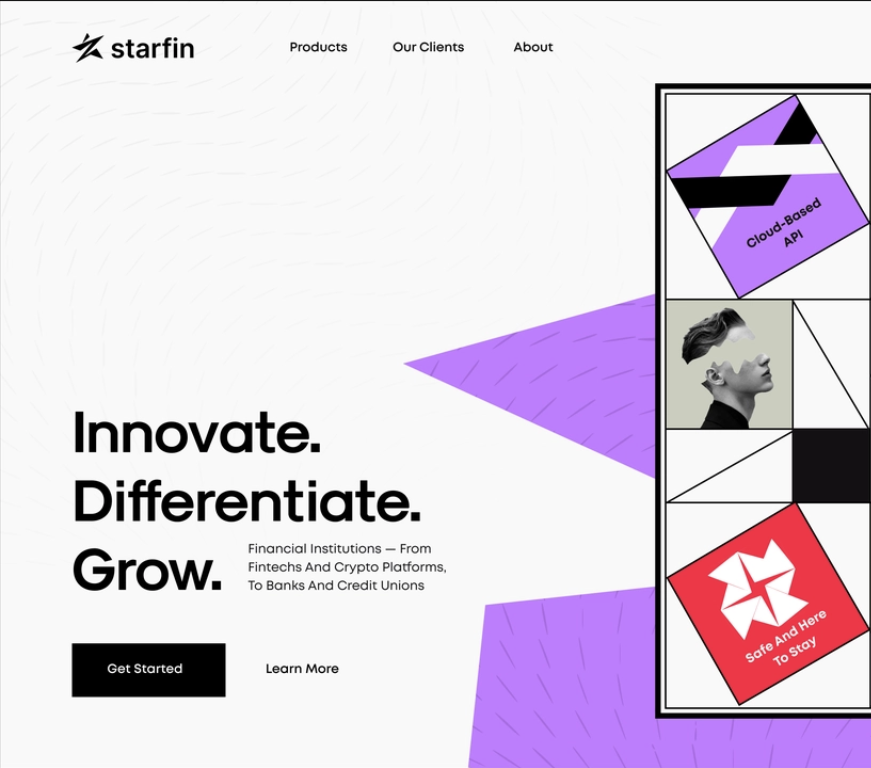 starfin
Products
Our Clients
About
Cloud-Based
API
Innovate.
Differentiate.
Grow.
Financial Institutions — From
Fintechs And Crypto Platforms,
To Banks And Credit Unions
Get Started
Learn More
Safe And Here
To Stay